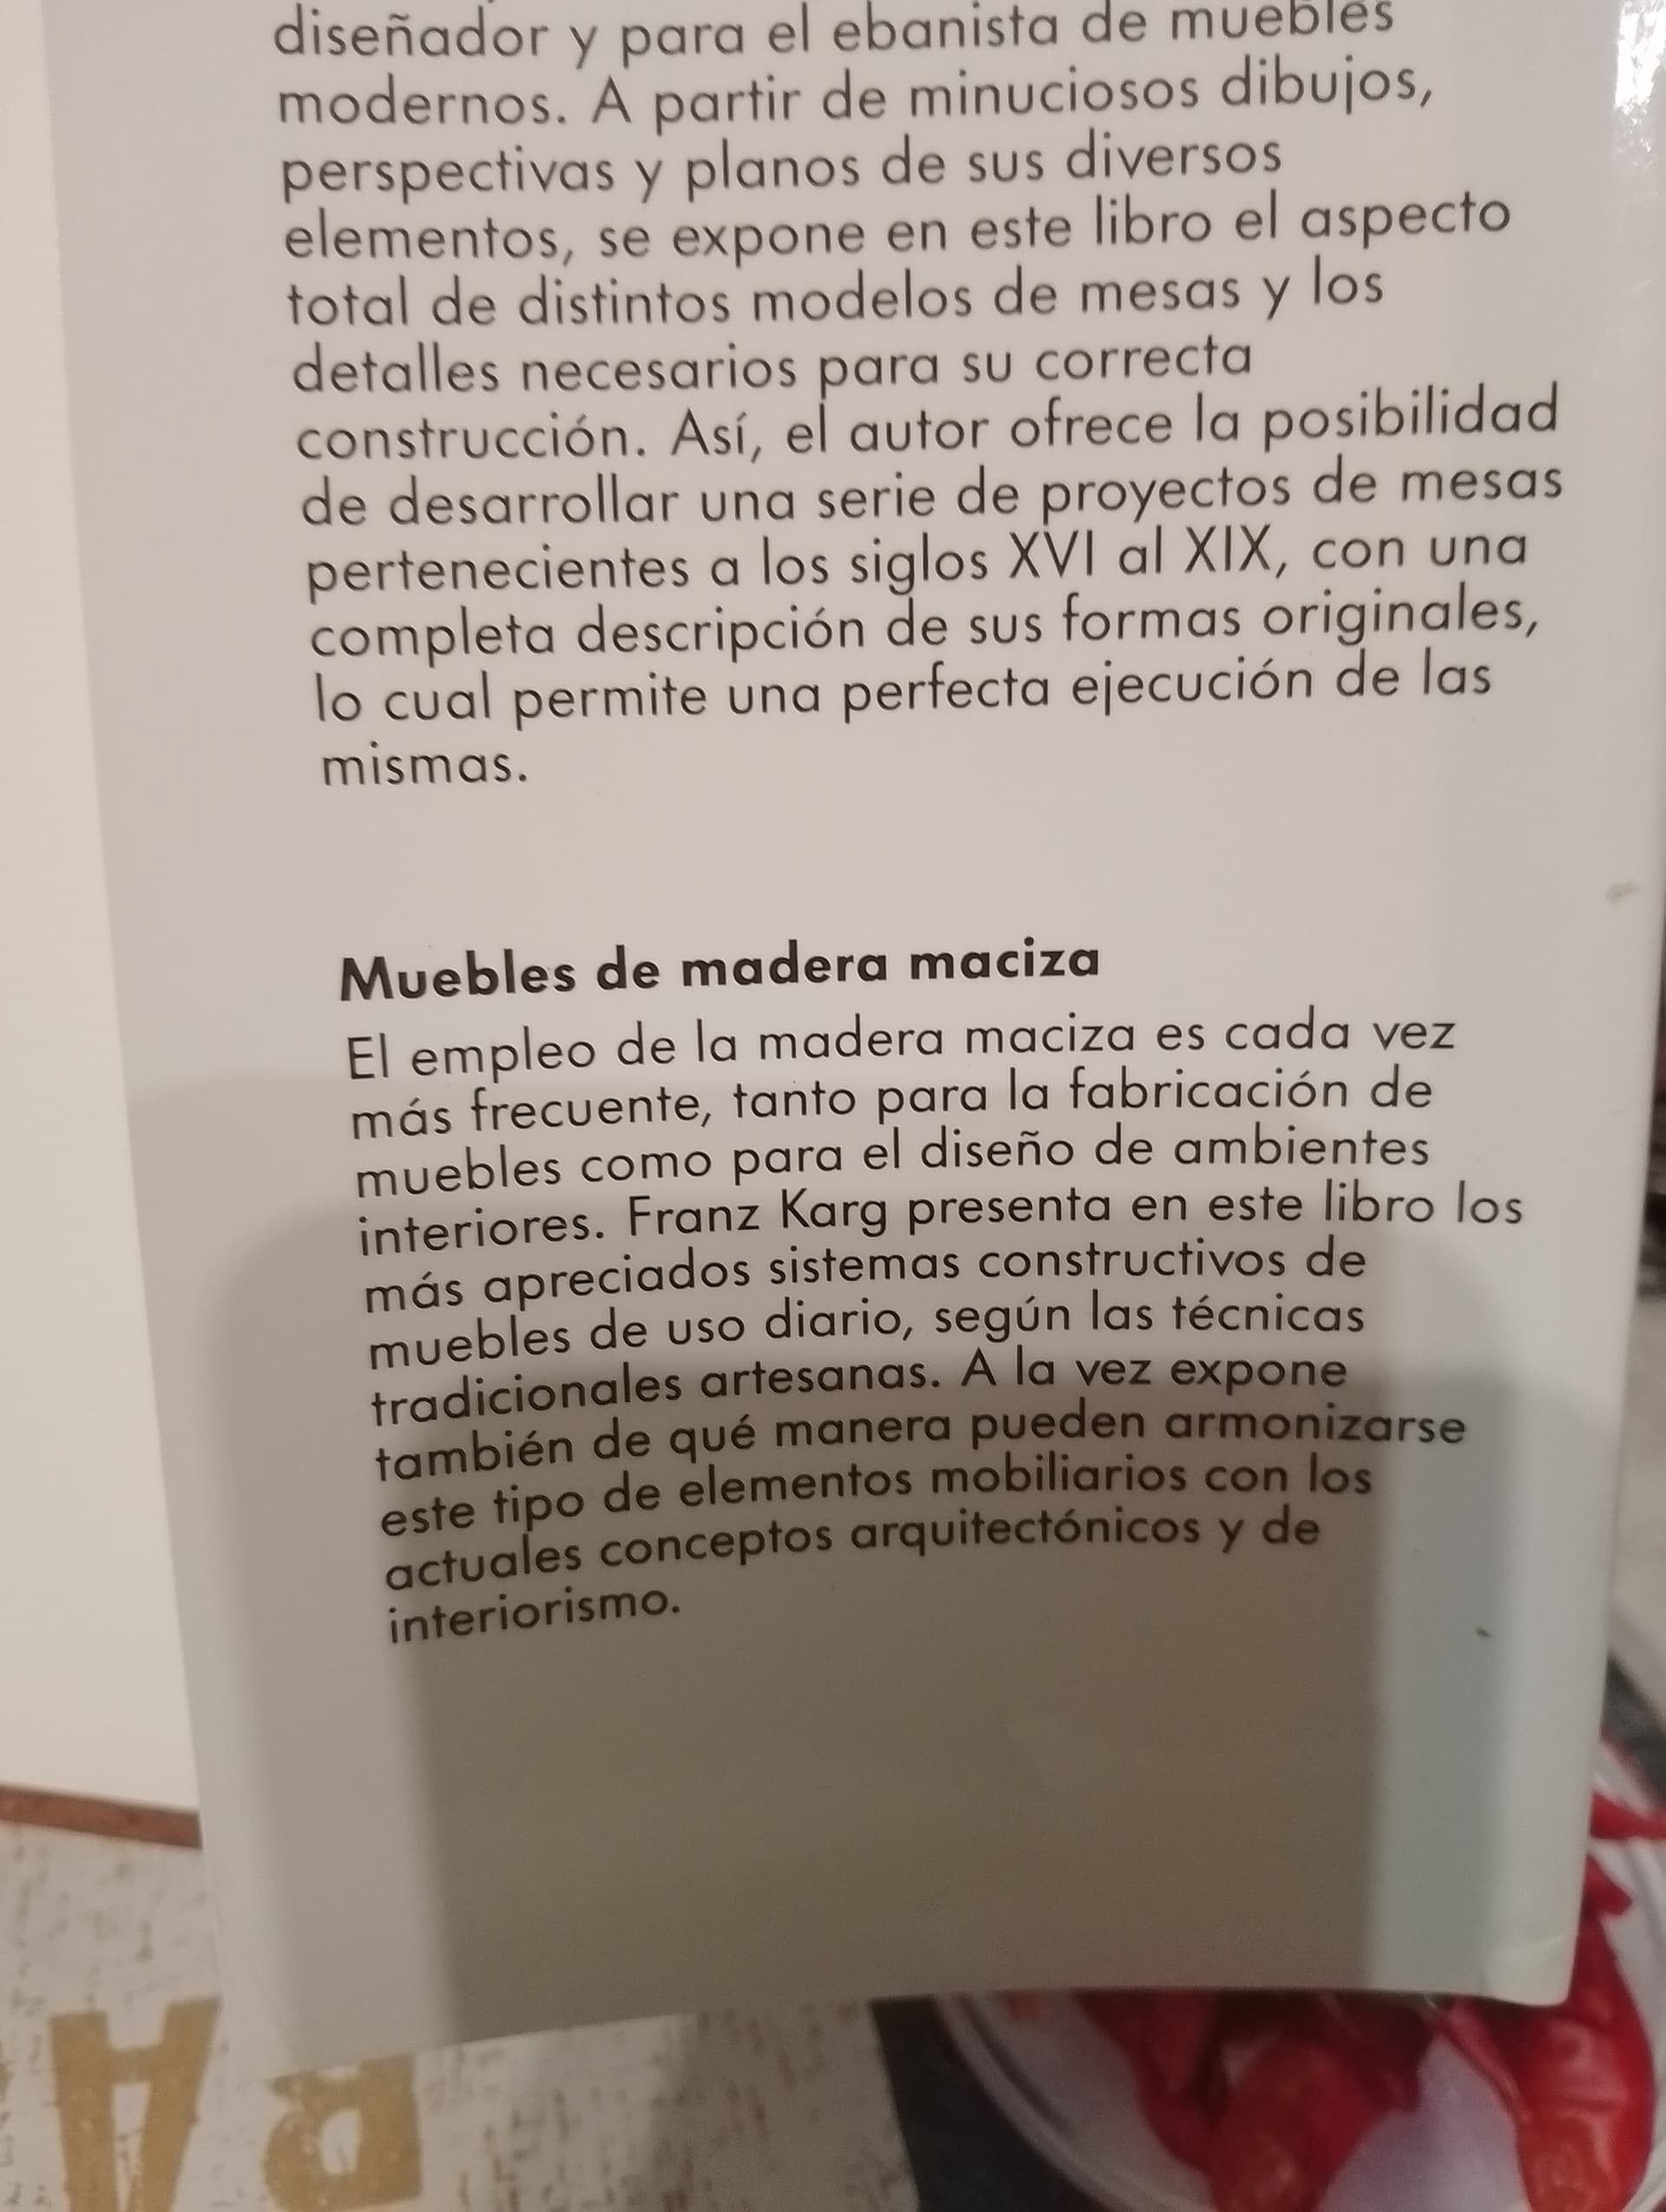 diseñador y para el ebanista de muebles
modernos. A partir de minuciosos dibujos,
perspectivas y planos de sus diversos
elementos, se expone en este libro el aspecto
total de distintos modelos de mesas y los
detalles necesarios para su correcta
construcción. Así, el autor ofrece la posibilidad
de desarrollar una serie de proyectos de mesas
pertenecientes a los siglos XVI al XIX, con una
completa descripción de sus formas originales,
lo cual permite una perfecta ejecución de las
mismas.
Muebles de madera maciza
El empleo de la madera maciza es cada vez
más frecuente, tanto para la fabricación de
muebles como para el diseño de ambientes
interiores. Franz Karg presenta en este libro los
más apreciados sistemas constructivos de
muebles de uso diario, según las técnicas
tradicionales artesanas. A la vez expone
también de qué manera pueden armonizarse
este tipo de elementos mobiliarios con los
actuales conceptos arquitectónicos y de
interiorismo.